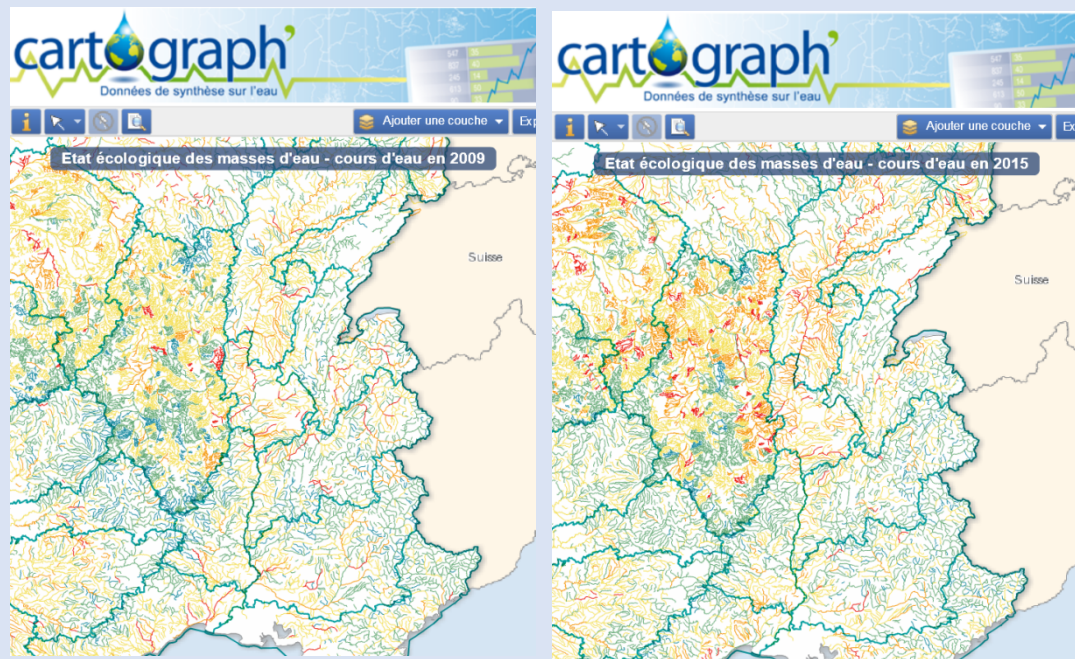 cartograph'
Données de synthèse sur l'eau
i
Ajouter une couche
Exp
Etat écologique des masses d'eau - cours d'eau en 2009
Suisse
cartograph'
Données de synthèse sur l'eau
i
Ajouter une couche
Ex
Etat écologique des masses d'eau - cours d'eau en 2015
Suisse